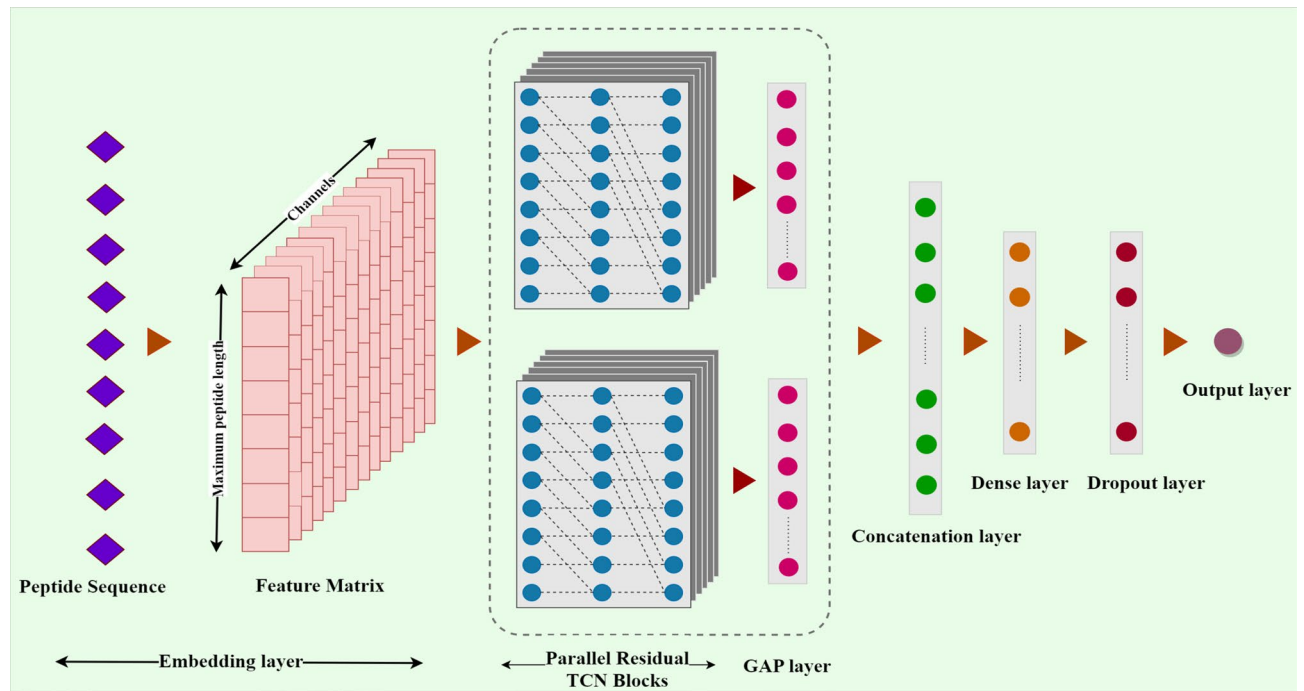 Channels
Maximum peptide length
Peptide Sequence
Feature Matrix
Embedding layer
Parallel Residual
TCN Blocks
GAP layer
Concatenation layer
Dense layer
Dropout layer
Output layer